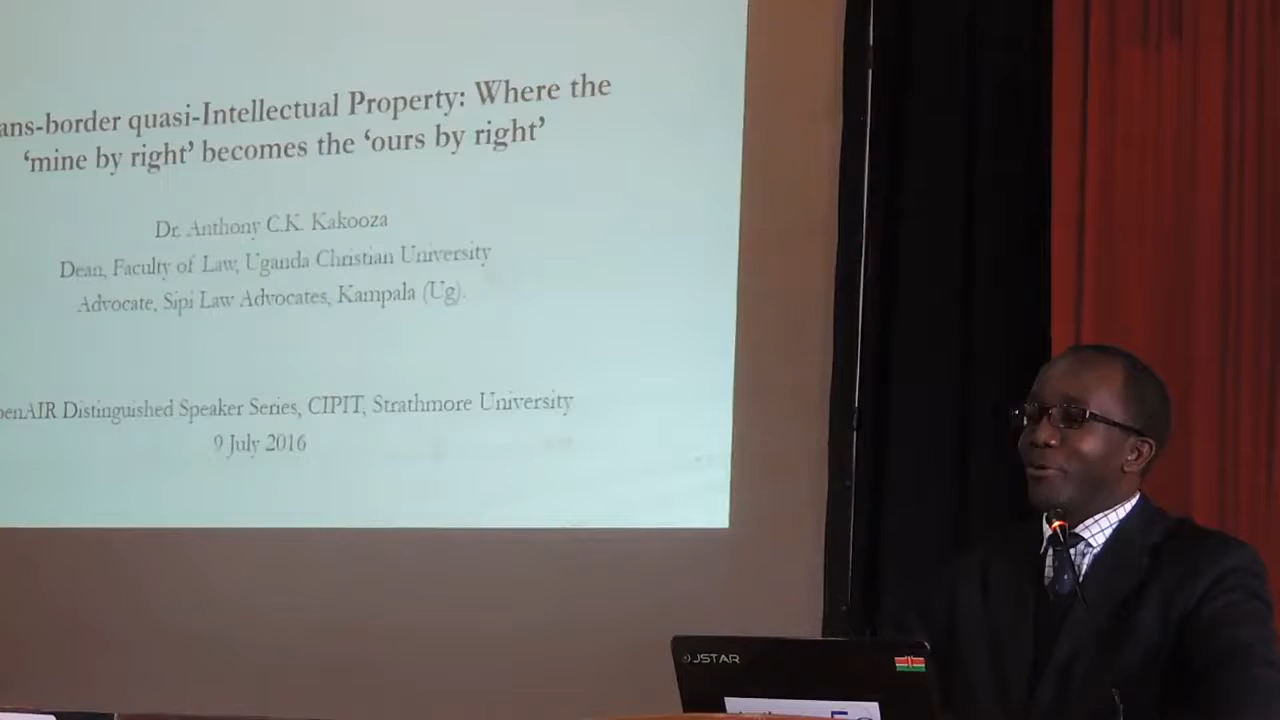 ans-border quasi-Intellectual Property: Where the
‘mine by right’ becomes the ‘ours by right’
Dr. Anthony C.K. Kakooza
Dean, Faculty of Law, Uganda Christian University
Advocate, Sipi Law Advocates, Kampala (Ug).
penAIR Distinguished Speaker Series, CIPIT, Strathmore University
9 July 2016
JSTAR